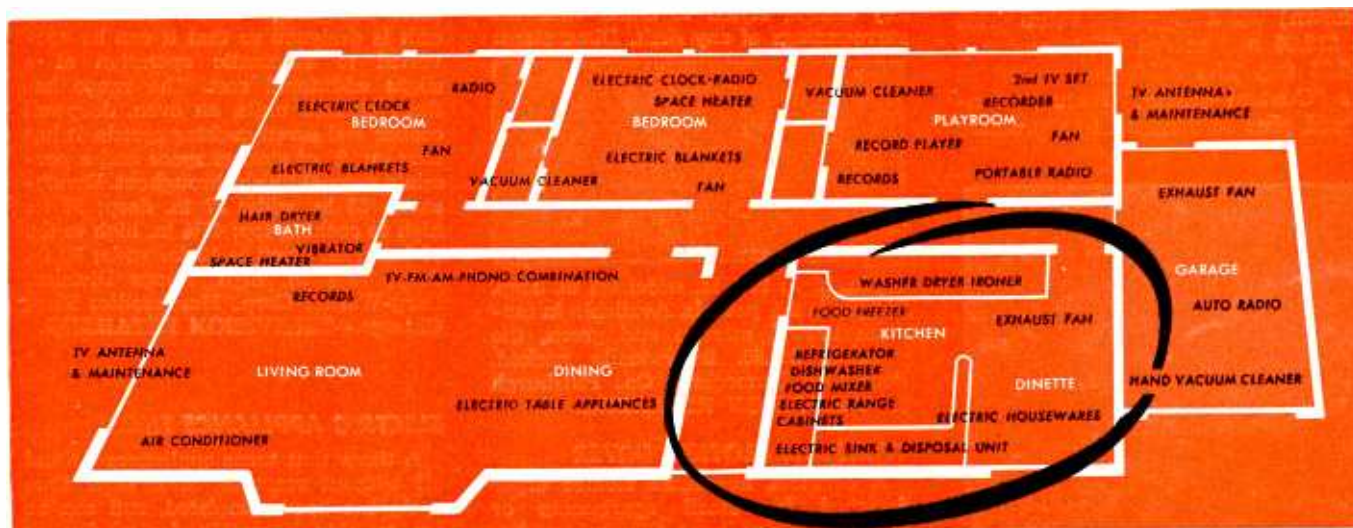 ELECTRIC CLOCK
RADIO
BEDROOM
FAN
ELECTRIC BLANKETS
ELECTRIC CLOCK-RADIO
SPACE HEATER
BEDROOM
ELECTRIC BLANKETS
FAN
VACUUM CLEANER
VACUUM CLEANER
2nd TV SET
RECORDER
PLAYROOM
FAN
RECORD PLAYER
RECORDS
PORTABLE RADIO
TV ANTENNA
& MAINTENANCE
HAIR DRYER
BATH
VIBRATOR
SPACE HEATER
TV-FM-AM-PHONO COMBINATION
RECORDS
TV ANTENNA
& MAINTENANCE
LIVING ROOM
DINING
ELECTRIC TABLE APPLIANCES
AIR CONDITIONER
WASHER DRYER IRONER
FOOD FREEZER
KITCHEN
EXHAUST FAN
REFRIGERATOR
DISHWASHER
FOOD MIXER
ELECTRIC RANGE
CABINETS
DINETTE
ELECTRIC HOUSEWARES
ELECTRIC SINK & DISPOSAL UNIT
EXHAUST FAN
GARAGE
AUTO RADIO
HAND VACUUM CLEANER